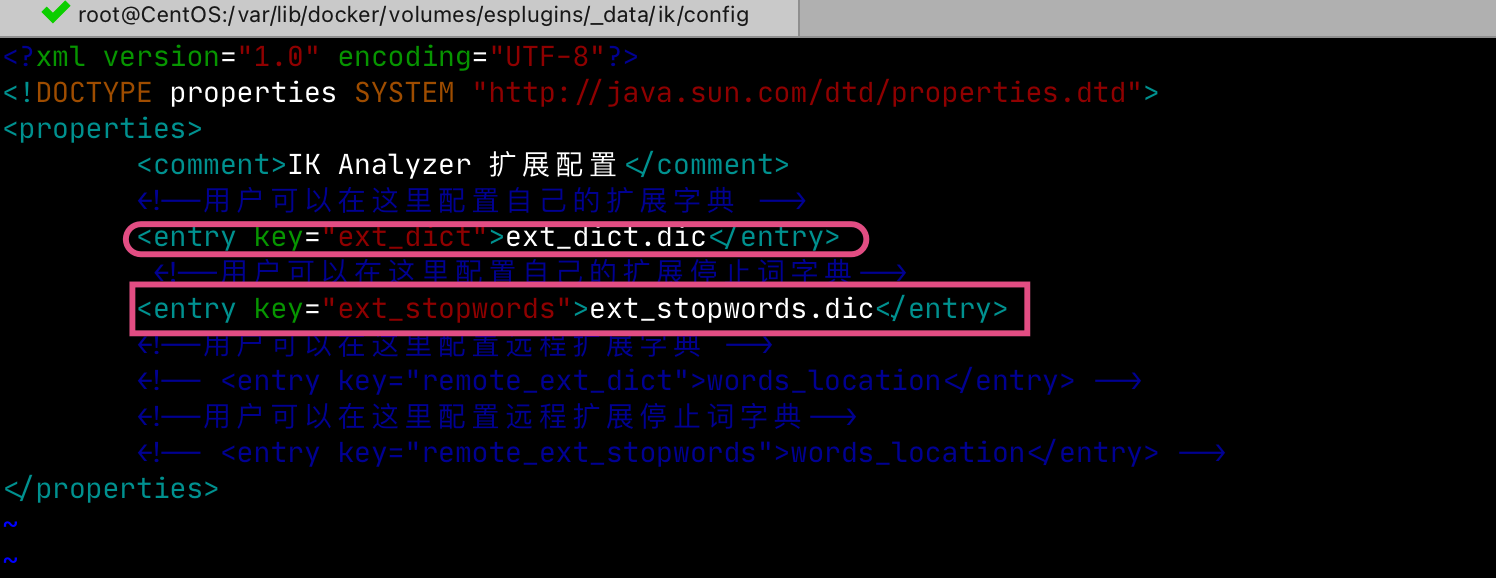 root@CentOS:/var/lib/docker/volumes/esplugins/_data/ik/config
<?xml version="1.0" encoding="UTF-8"?>
<!DOCTYPE properties SYSTEM "http://java.sun.com/dtd/properties.dtd">
<properties>
<comment>IK Analyzer 扩展配置</comment>
<!--用户可以在这里配置自己的扩展字典 -->
<entry key="ext_dict">ext_dict.dic</entry>
<!--用户可以在这里配置自己的扩展停止词字典-->
<entry key="ext_stopwords">ext_stopwords.dic</entry>
<!--用户可以在这里配置远程扩展字典 -->
<!-- <entry key="remote_ext_dict">words_location</entry> -->
<!--用户可以在这里配置远程扩展停止词字典-->
<!-- <entry key="remote_ext_stopwords">words_location</entry> -->
</properties>
~
~